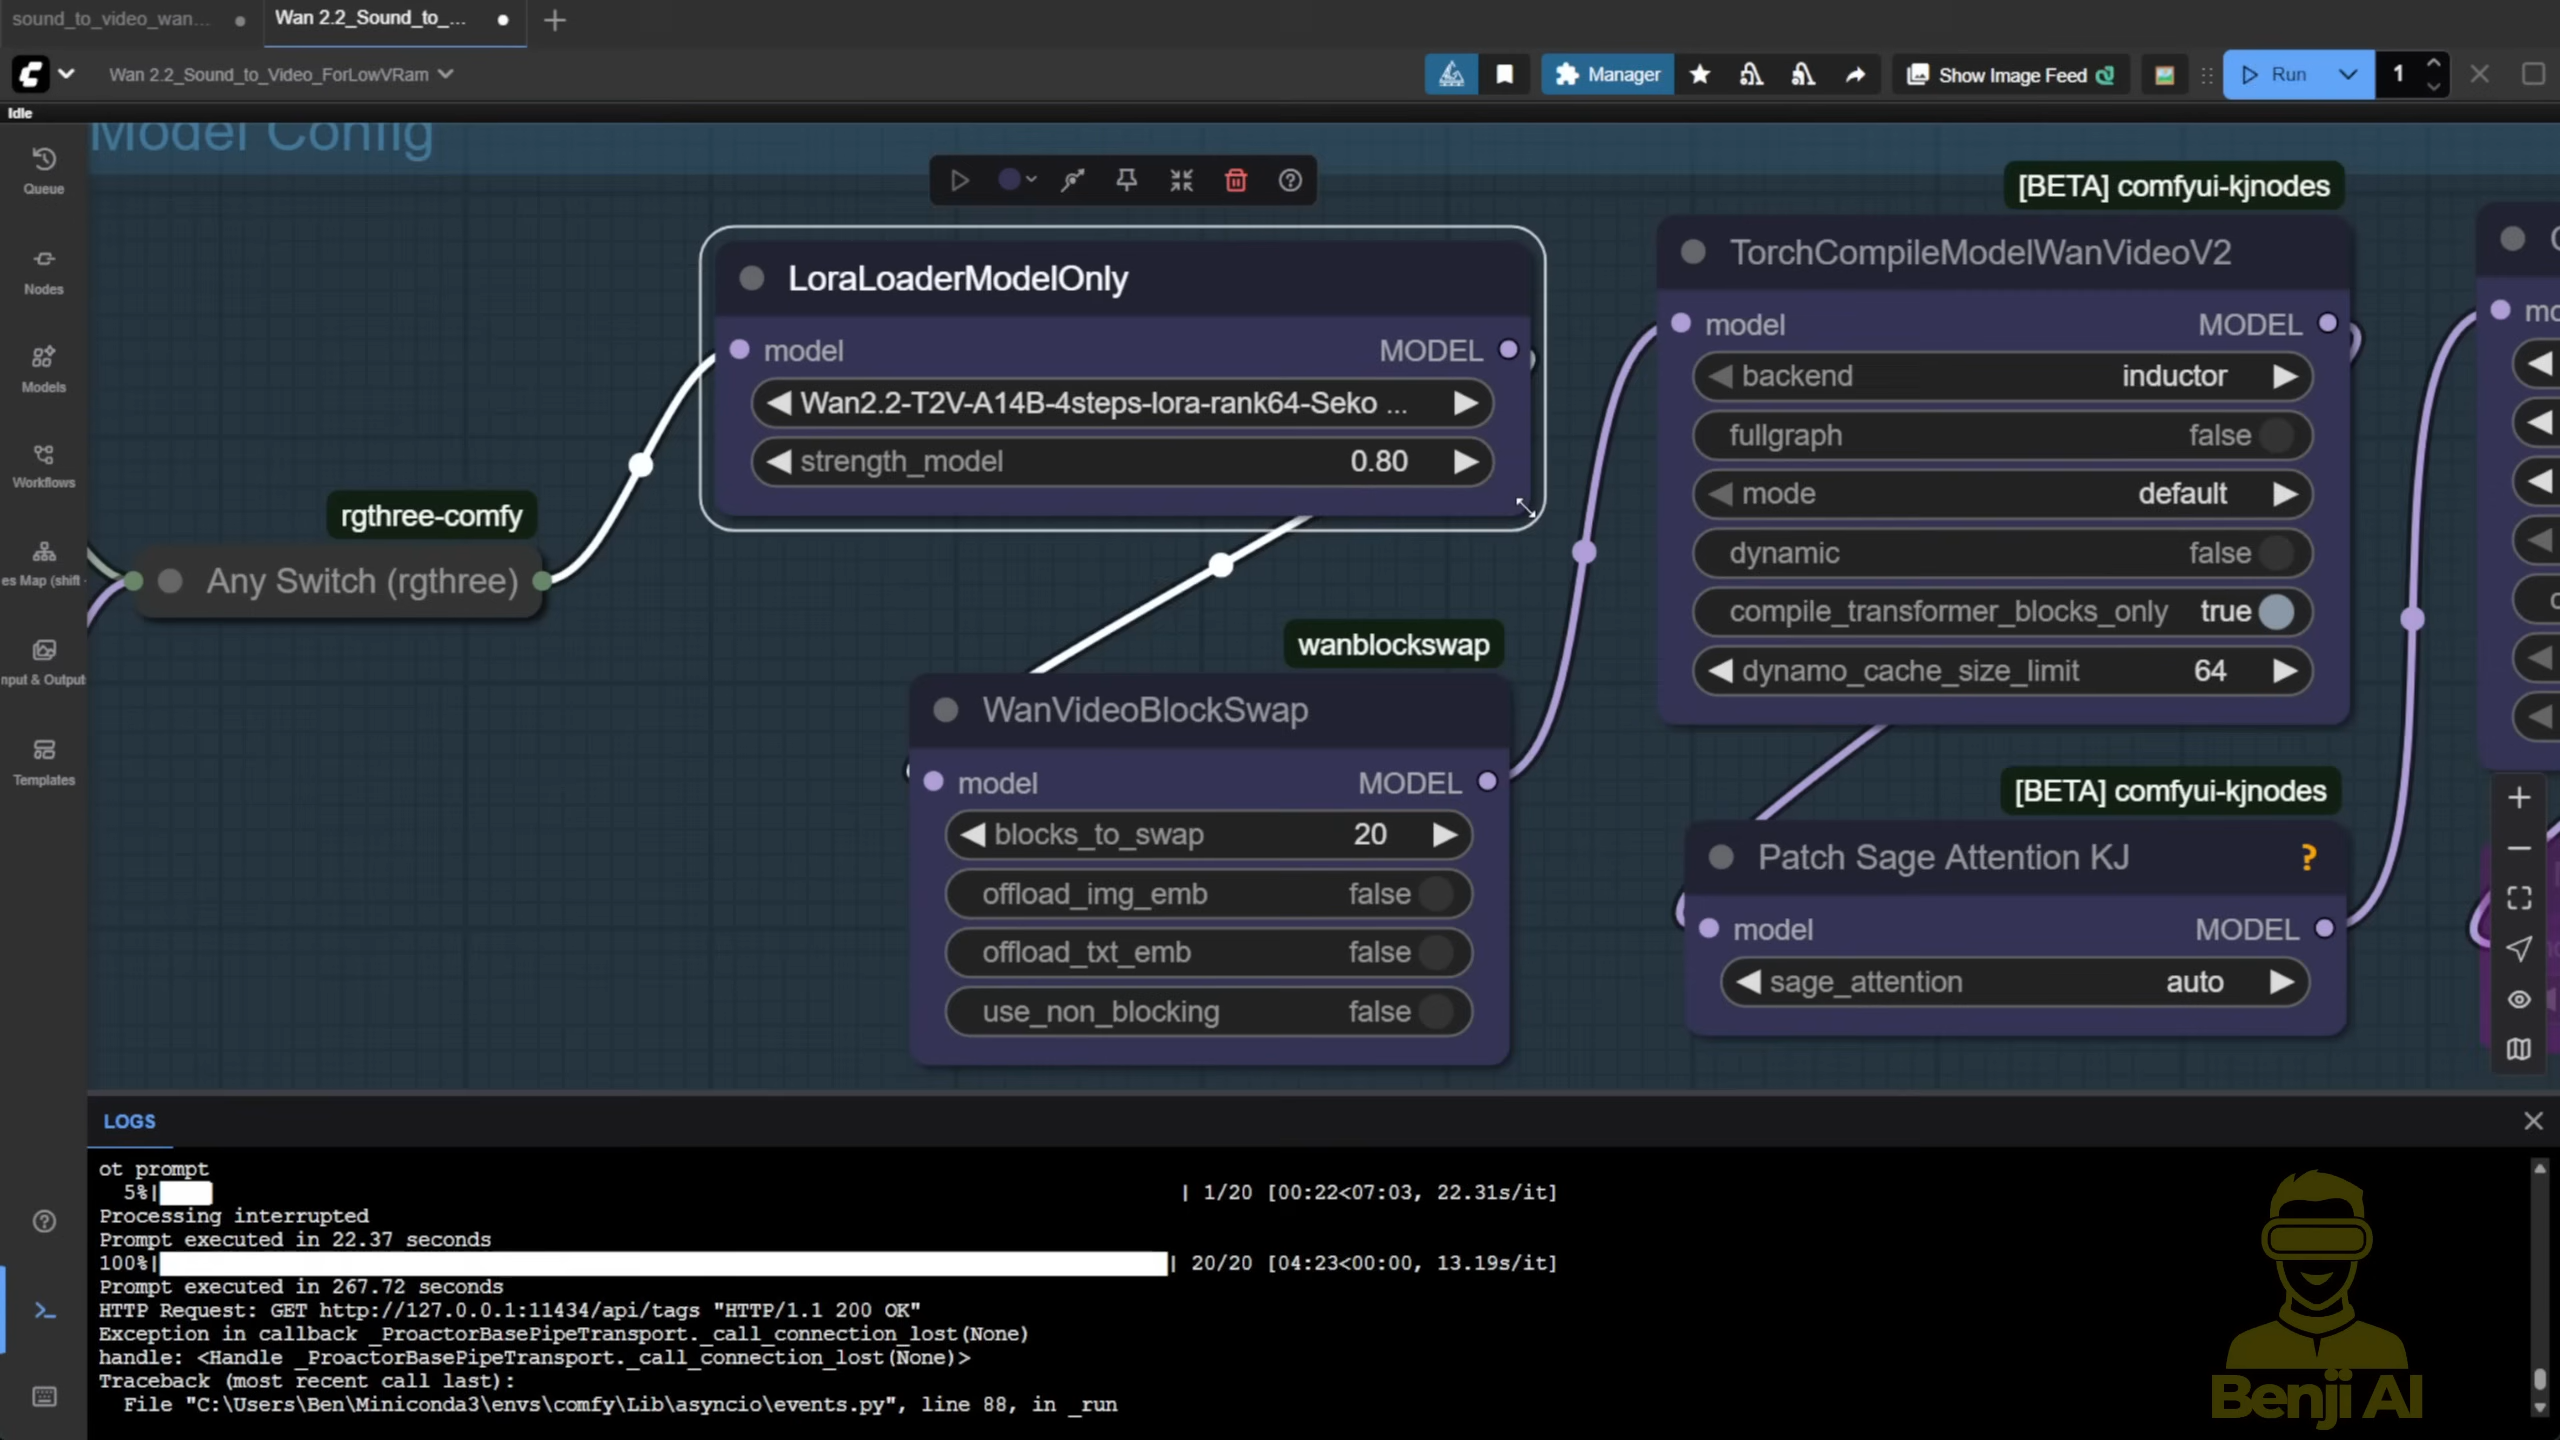 sound_to_video_wan...
Wan 2.2_Sound_to_...
Wan 2.2_Sound_to_Video_ForLowVRam
Manager
Show Image Feed
Run
1
Idle
Model Config
Queue
Nodes
Models
Workflows
es Map (shift
nput & Output
Templates
rgthree-comfy
Any Switch (rgthree)
LoraLoaderModelOnly
model
MODEL
Wan2.2-T2V-A14B-4steps-lora-rank64-Seko ...
strength_model
0.80
wanblockswap
WanVideoBlockSwap
model
MODEL
blocks_to_swap
20
offload_img_emb
false
offload_txt_emb
false
use_non_blocking
false
[BETA] comfyui-kjnodes
TorchCompileModelWanVideoV2
model
MODEL
backend
inductor
fullgraph
false
mode
default
dynamic
false
compile_transformer_blocks_only
true
dynamo_cache_size_limit
64
[BETA] comfyui-kjnodes
Patch Sage Attention KJ
?
model
MODEL
sage_attention
auto
LOGS
ot prompt
5%| | 1/20 [00:22<07:03, 22.31s/it]
Processing interrupted
Prompt executed in 22.37 seconds
100%| | 20/20 [04:23<00:00, 13.19s/it]
Prompt executed in 267.72 seconds
HTTP Request: GET http://127.0.0.1:11434/api/tags "HTTP/1.1 200 OK"
Exception in callback _ProactorBasePipeTransport._call_connection_lost(None)
handle: <Handle _ProactorBasePipeTransport._call_connection_lost(None)>
Traceback (most recent call last):
File "C:\Users\Ben\Miniconda3\envs\comfy\Lib\asyncio\events.py", line 88, in _run
Benji AI